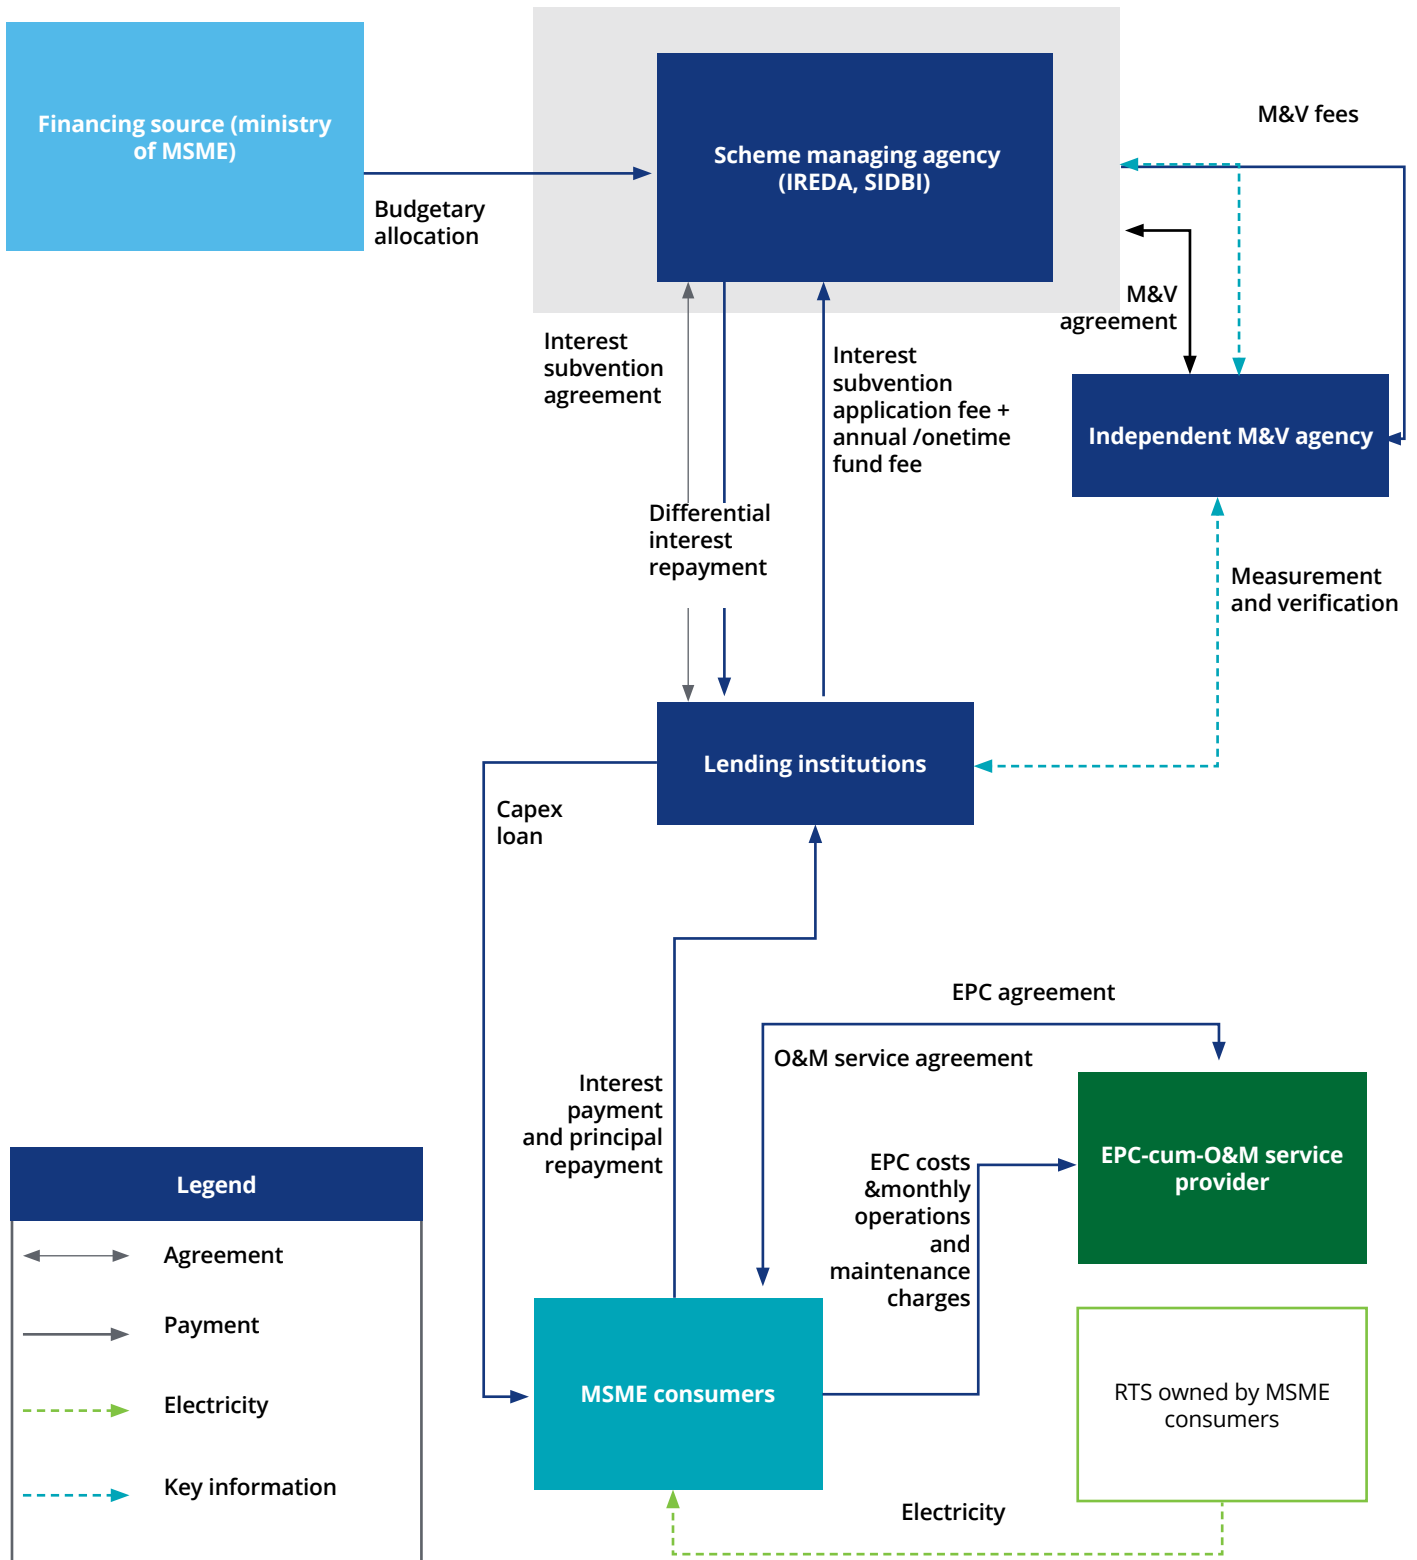 Financing source (ministry
of MSME)
Scheme managing agency
(IREDA, SIDBI)
M&V fees
Budgetary
allocation
M&V
agreement
Interest
subvention
agreement
Interest
subvention
application fee +
annual /onetime
fund fee
Independent M&V agency
Differential
interest
repayment
Measurement
and verification
Lending institutions
Capex
loan
EPC agreement
O&M service agreement
Interest
payment
and principal
repayment
EPC costs
&monthly
operations
and
maintenance
charges
EPC-cum-O&M service
provider
Legend
Agreement
Payment
Electricity
Key information
MSME consumers
RTS owned by MSME
consumers
Electricity